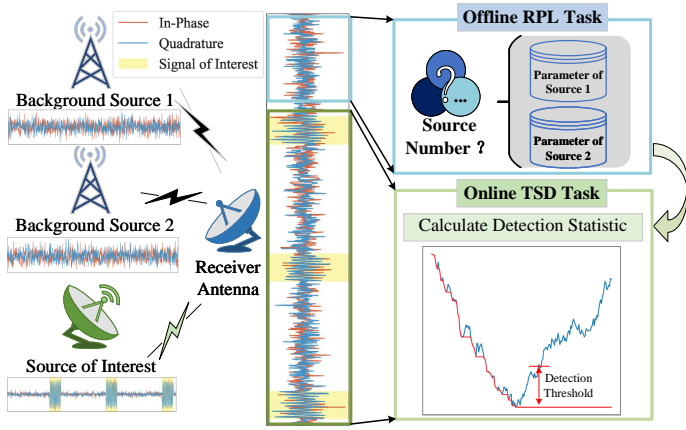 In-Phase
Quadrature
Signal of Interest
Background Source 1
Background Source 2
Receiver
Antenna
Source of Interest
Offline RPL Task
?
...
Source
Number ?
Parameter of
Source 1
Parameter of
Source 2
Online TSD Task
Calculate Detection Statistic
Detection
Threshold